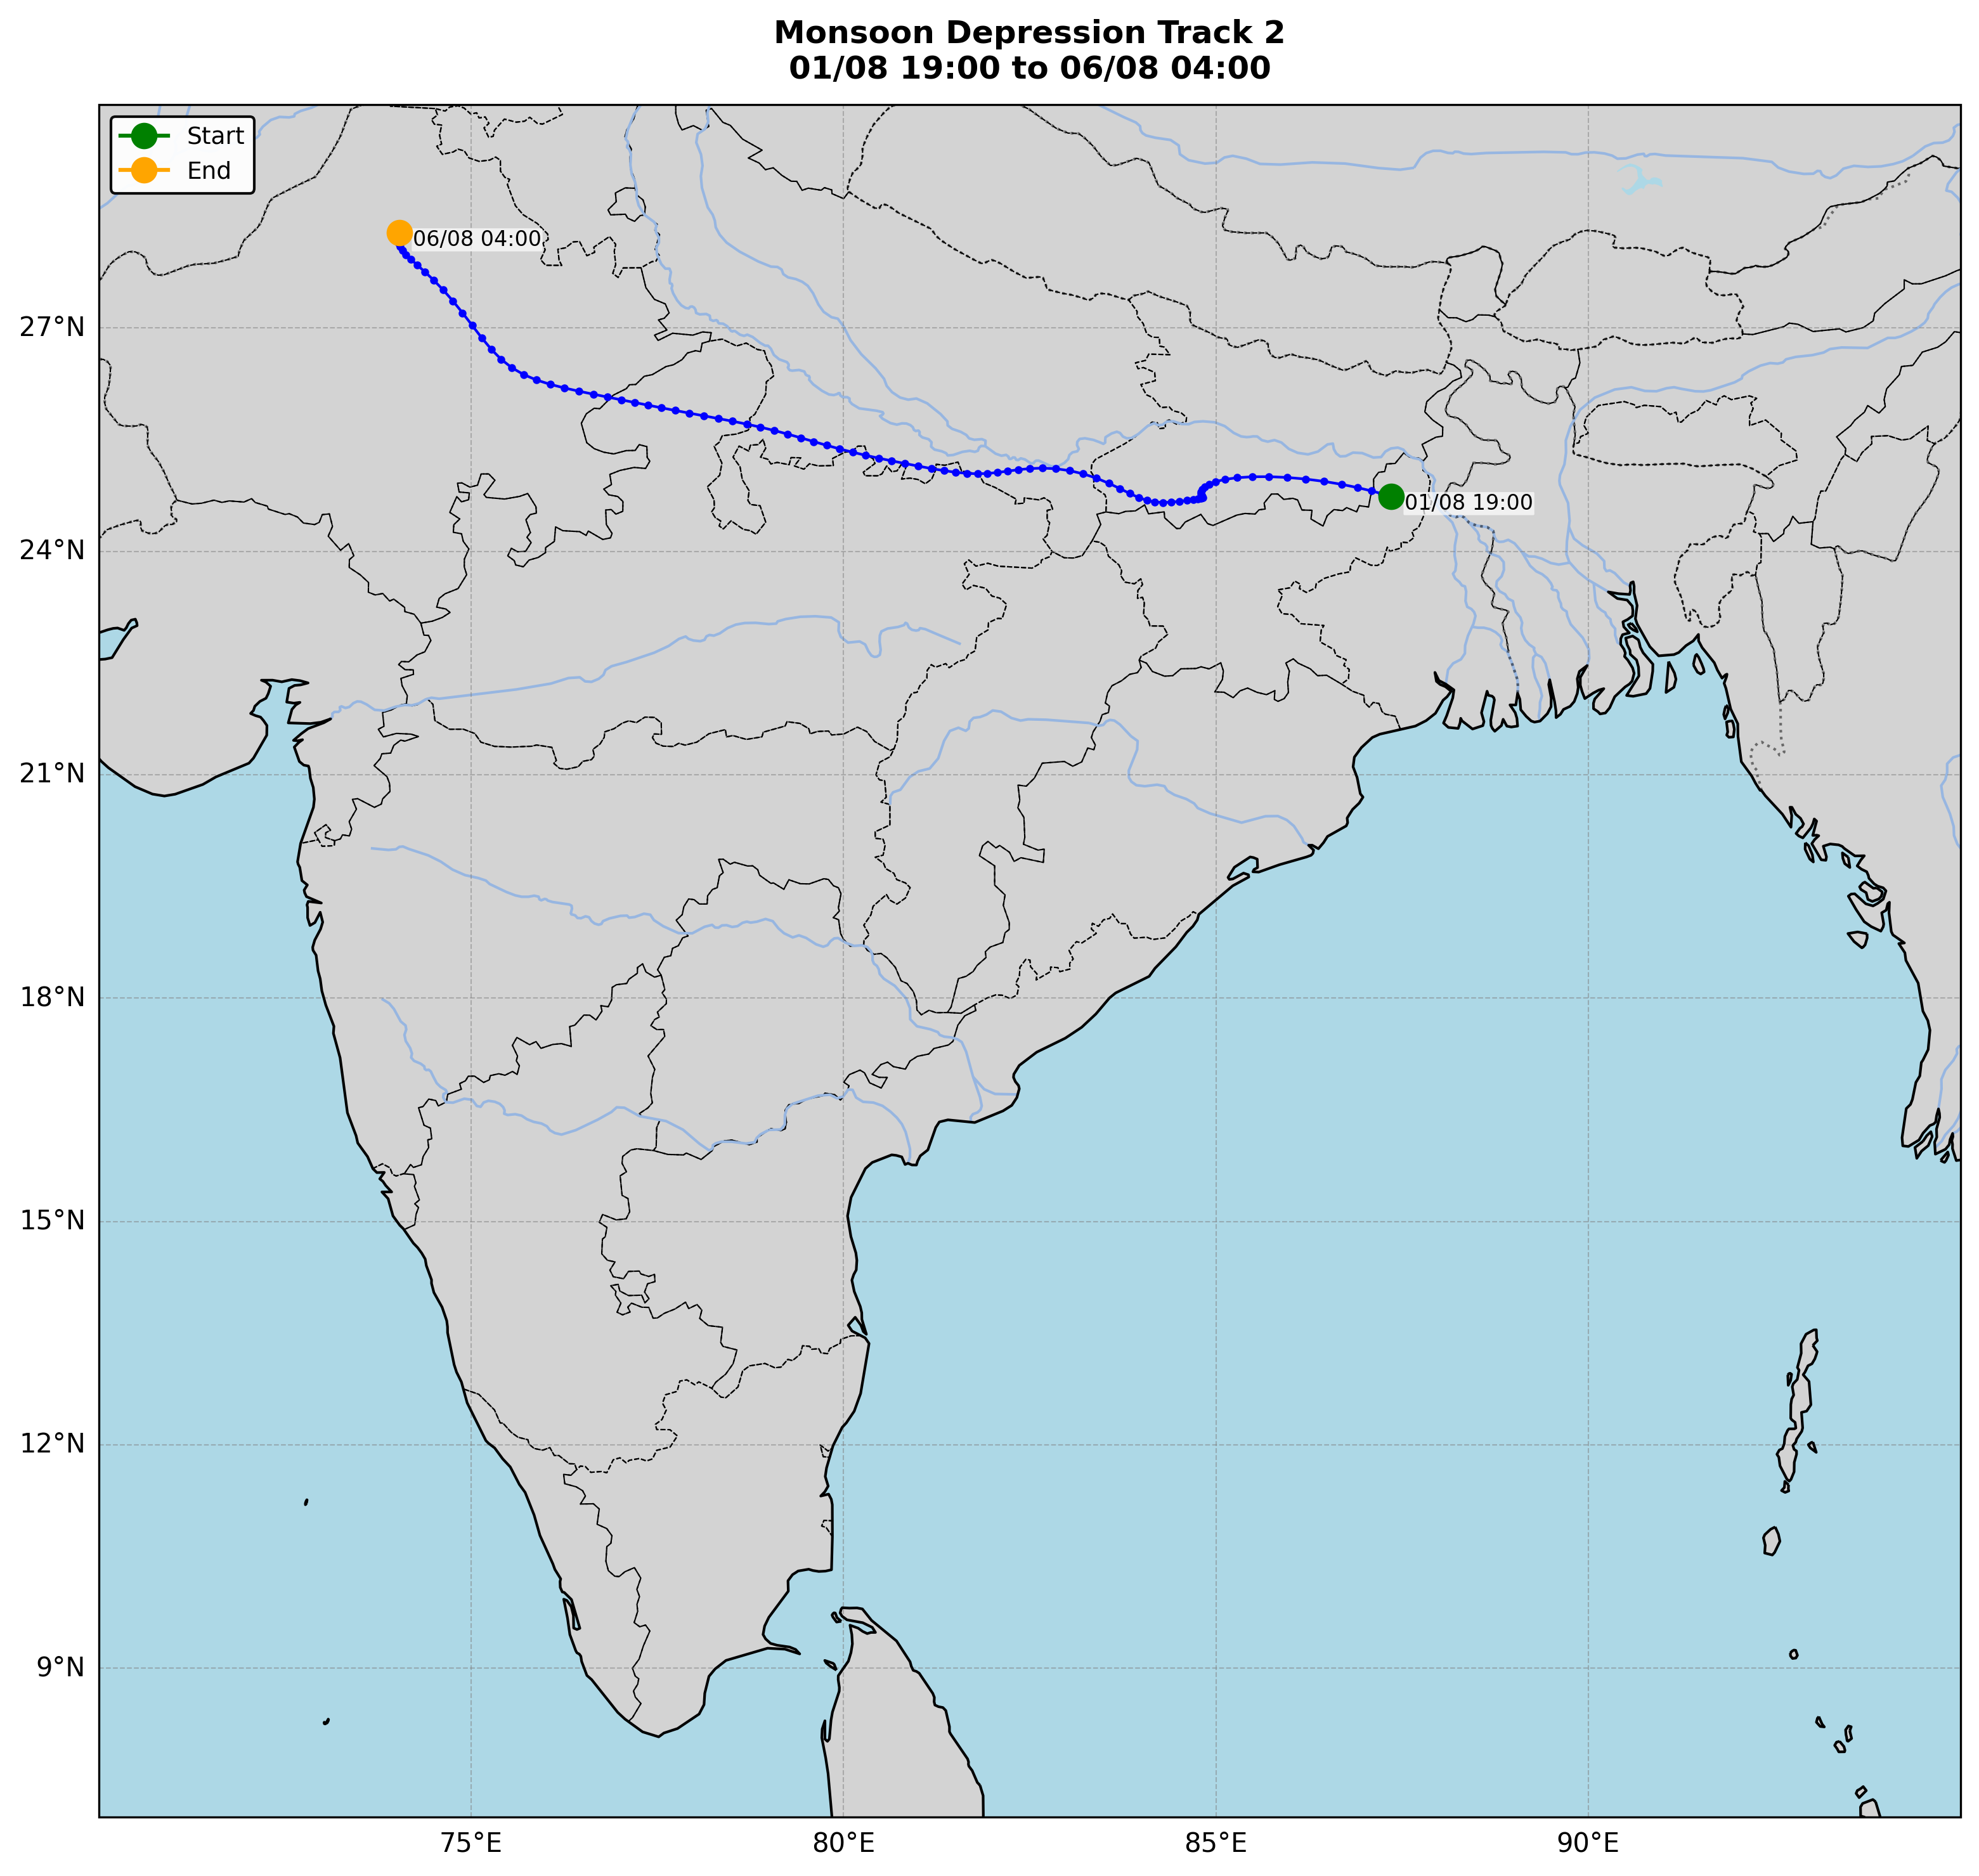 Monsoon Depression Track 2
01/08 19:00 to 06/08 04:00
Start
End
06/08 04:00
01/08 19:00
27°N
24°N
21°N
18°N
15°N
12°N
9°N
75°E
80°E
85°E
90°E